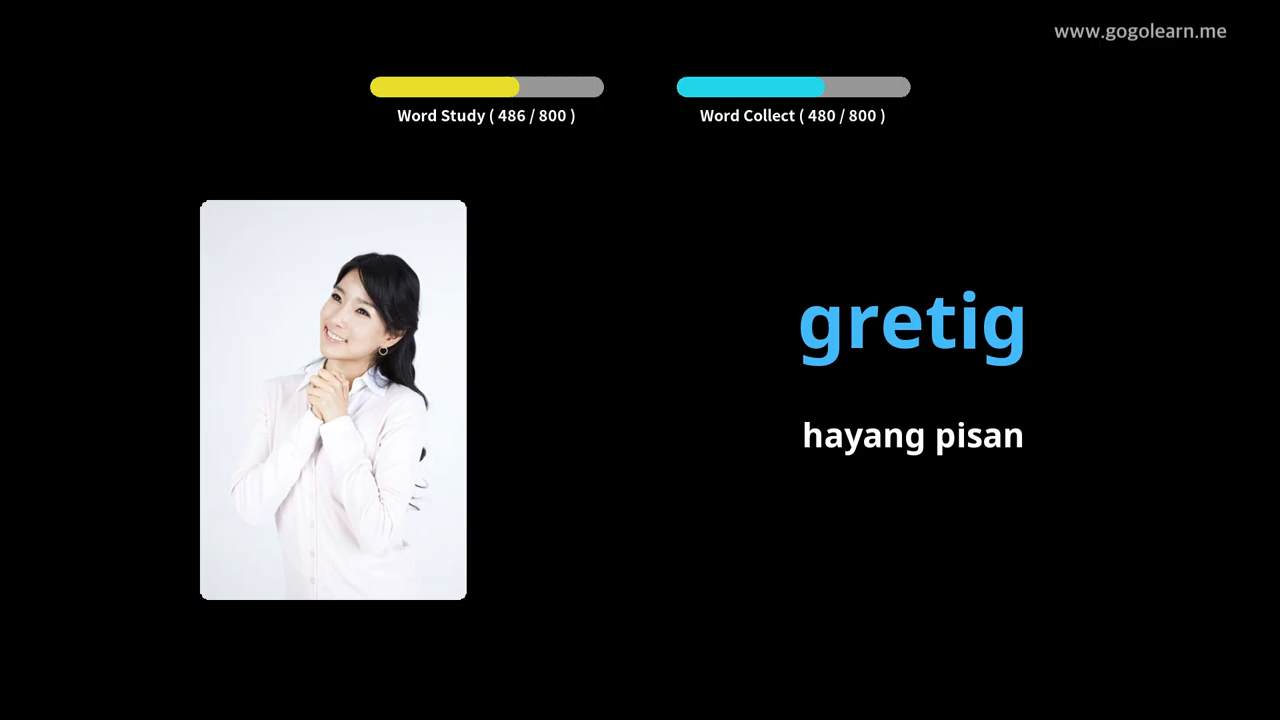 www.gogolearn.me
Word Study ( 486 / 800 )
Word Collect ( 480 / 800 )
gretig
hayang pisan